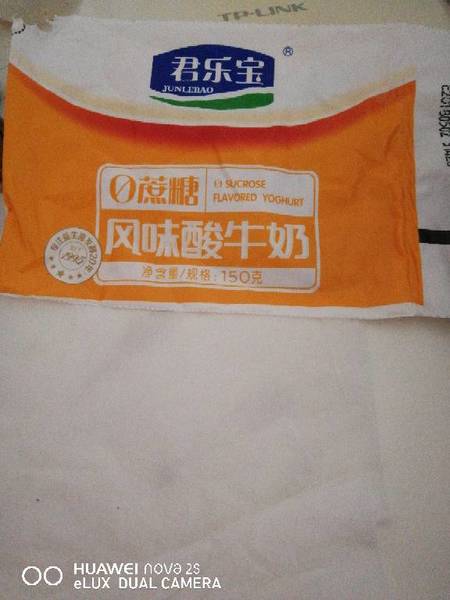 TP-LINK
君乐宝
®
JUNLEBAO
0蔗糖
SUCROSE
FLAVORED YOGHURT
风味酸牛奶
净含量/规格:150克
1995
HUAWEI nova 2s
eLUX DUAL CAMERA